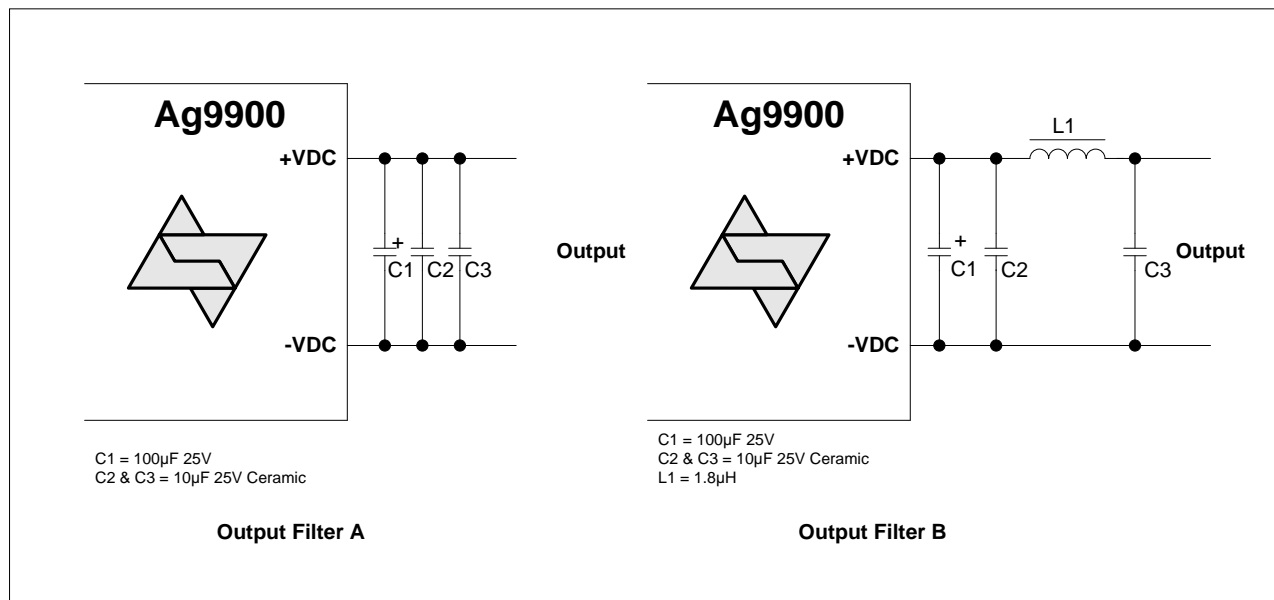 Ag9900
+VDC
+
C1 C2 C3
Output
-VDC
C1 = 100µF 25V
C2 & C3 = 10µF 25V Ceramic
Output Filter A
Ag9900
L1
+VDC
+
C1 C2 C3
Output
-VDC
C1 = 100µF 25V
C2 & C3 = 10µF 25V Ceramic
L1 = 1.8µH
Output Filter B